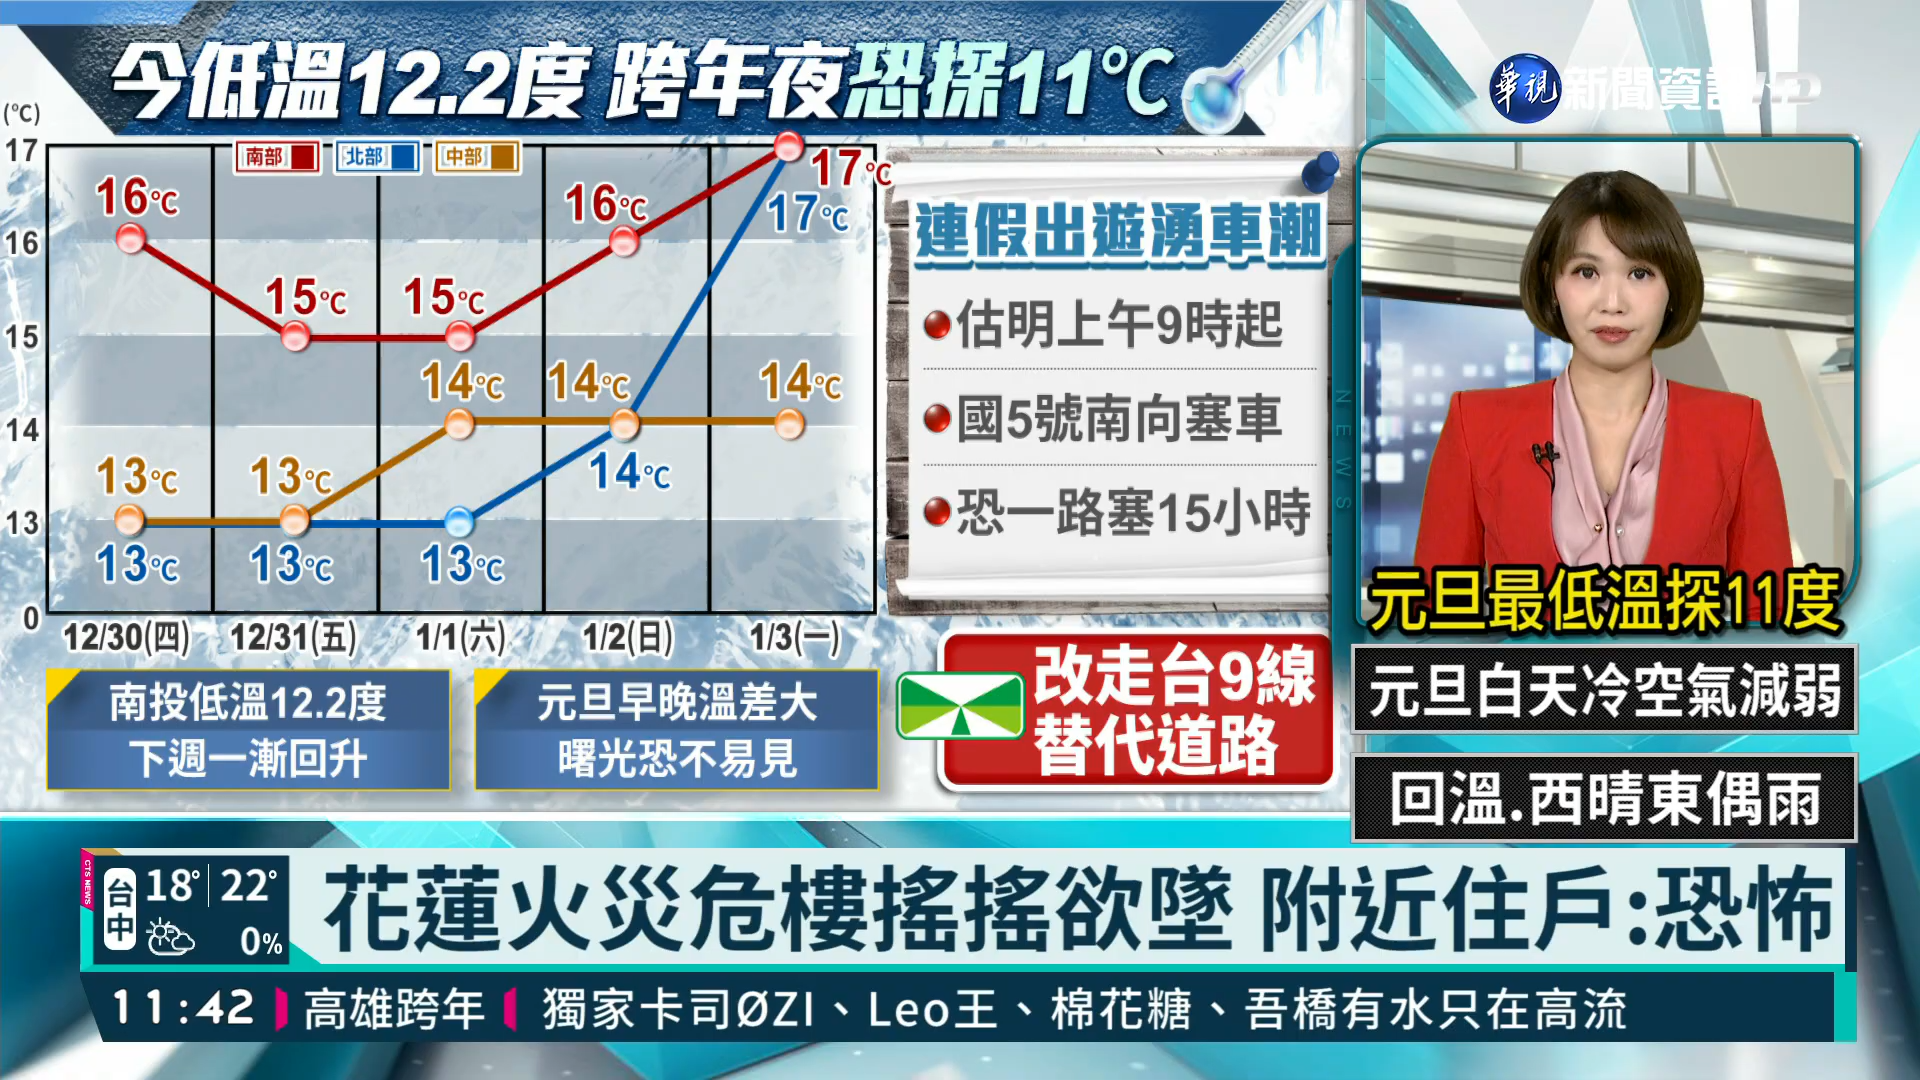 今低溫12.2度 跨年夜恐探11°C
(°C)
南部 北部 中部
17
16
15
14
13
0
16°C
15°C
15°C
16°C
17°C
17°C
14°C
14°C
14°C
13°C
13°C
14°C
13°C
13°C
13°C
12/30(四)
12/31(五)
1/1(六)
1/2(日)
1/3(一)
南投低溫12.2度
下週一漸回升
元旦早晚溫差大
曙光恐不易見
連假出遊湧車潮
估明上午9時起
國5號南向塞車
恐一路塞15小時
改走台9線
替代道路
華視 新聞資訊HD
NEWS
元旦最低溫探11度
元旦白天冷空氣減弱
回溫.西晴東偶雨
CTS NEWS
台中
18° 22°
0%
花蓮火災危樓搖搖欲墜 附近住戶:恐怖
11:42
高雄跨年
獨家卡司ØZI、Leo王、棉花糖、吾橋有水只在高流